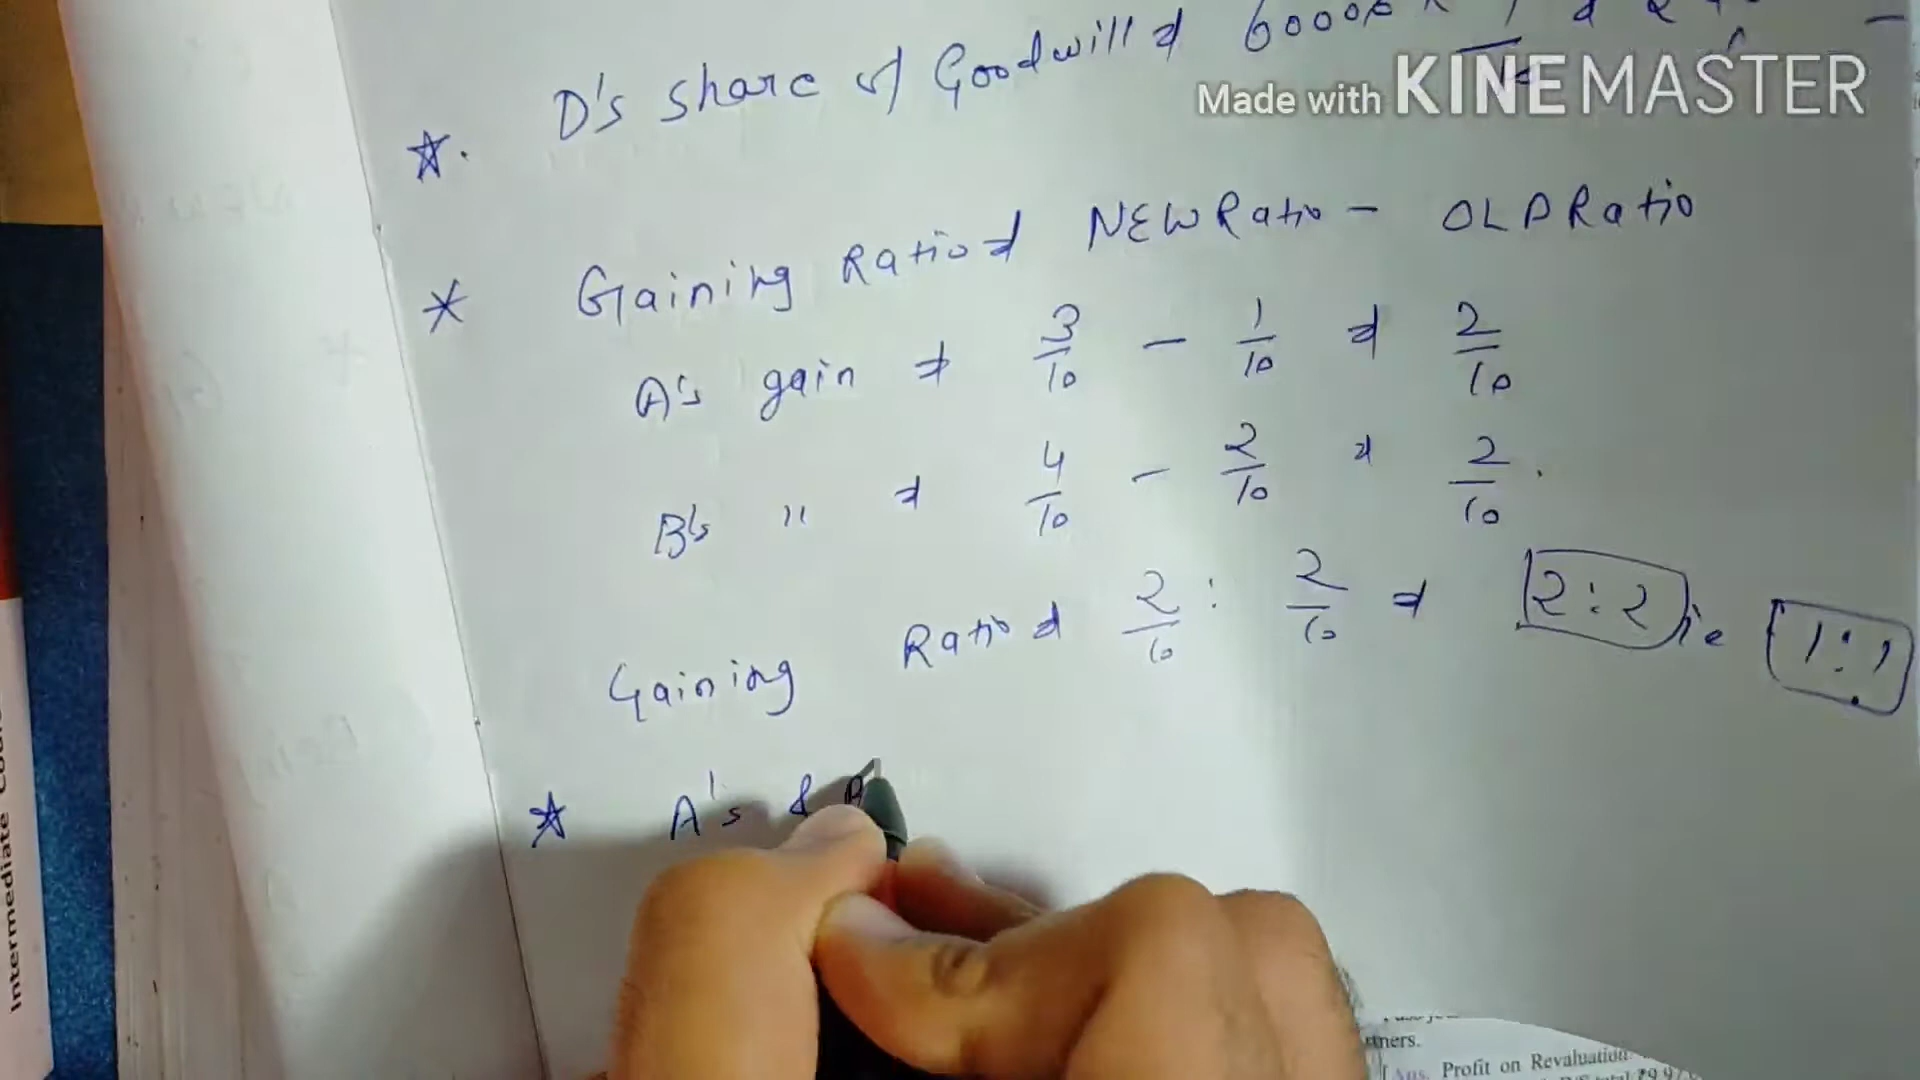 D's share of Goodwill ⇒ 6000
Made with KINEMASTER
Gaining Ratio ⇒ NEW Ratio - OLD Ratio
A's gain ⇒ 3/10 - 1/10 ⇒ 2/10
B's " ⇒ 4/10 - 2/10 ⇒ 2/10.
Gaining Ratio ⇒ 2/10 : 2/10 ⇒ 2:2 ie 1:1
A's &
Intermediate
rtners.
Profit on Revaluation